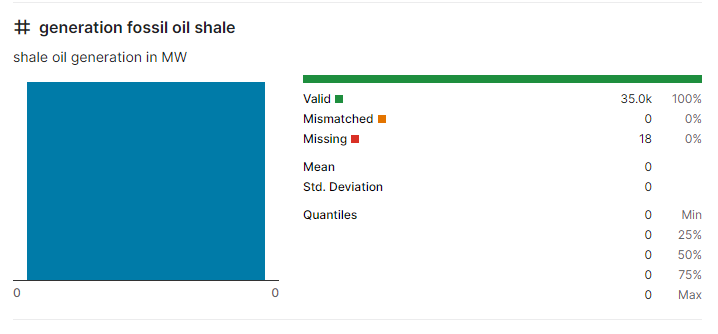 # generation fossil oil shale
shale oil generation in MW
0 0
Valid 35.0k 100%
Mismatched 0 0%
Missing 18 0%
Mean 0
Std. Deviation 0
Quantiles 0 Min
0 25%
0 50%
0 75%
0 Max